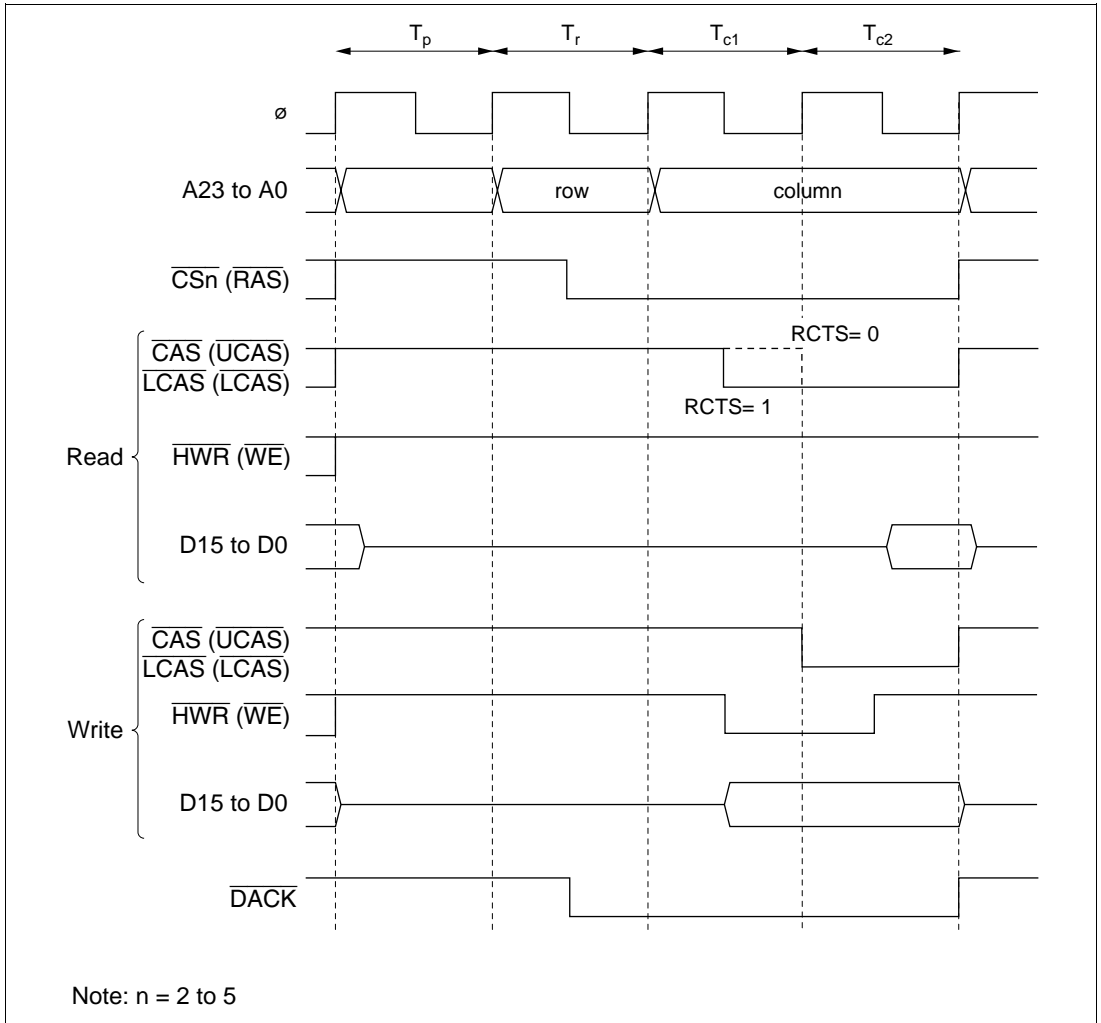 Tp Tr Tc1 Tc2
ø
A23 to A0 row column
CSn (RAS)
RCTS= 0
CAS (UCAS)
LCAS (LCAS)
RCTS= 1
Read
HWR (WE)
D15 to D0
CAS (UCAS)
LCAS (LCAS)
HWR (WE)
Write
D15 to D0
DACK
Note: n = 2 to 5